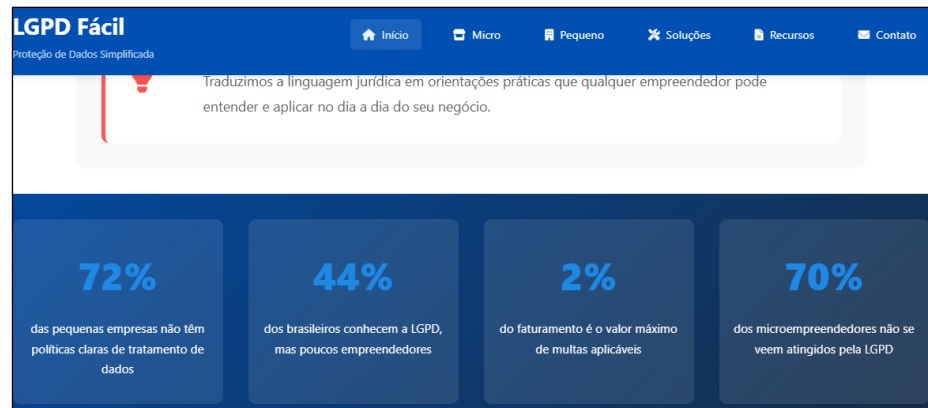 LGPD Fácil
Proteção de Dados Simplificada
Início
Micro
Pequeno
Soluções
Recursos
Contato
Traduzimos a linguagem jurídica em orientações práticas que qualquer empreendedor pode
entender e aplicar no dia a dia do seu negócio.
72%
das pequenas empresas não têm
políticas claras de tratamento de
dados
44%
dos brasileiros conhecem a LGPD,
mas poucos empreendedores
2%
do faturamento é o valor máximo
de multas aplicáveis
70%
dos microempreendedores não se
veem atingidos pela LGPD